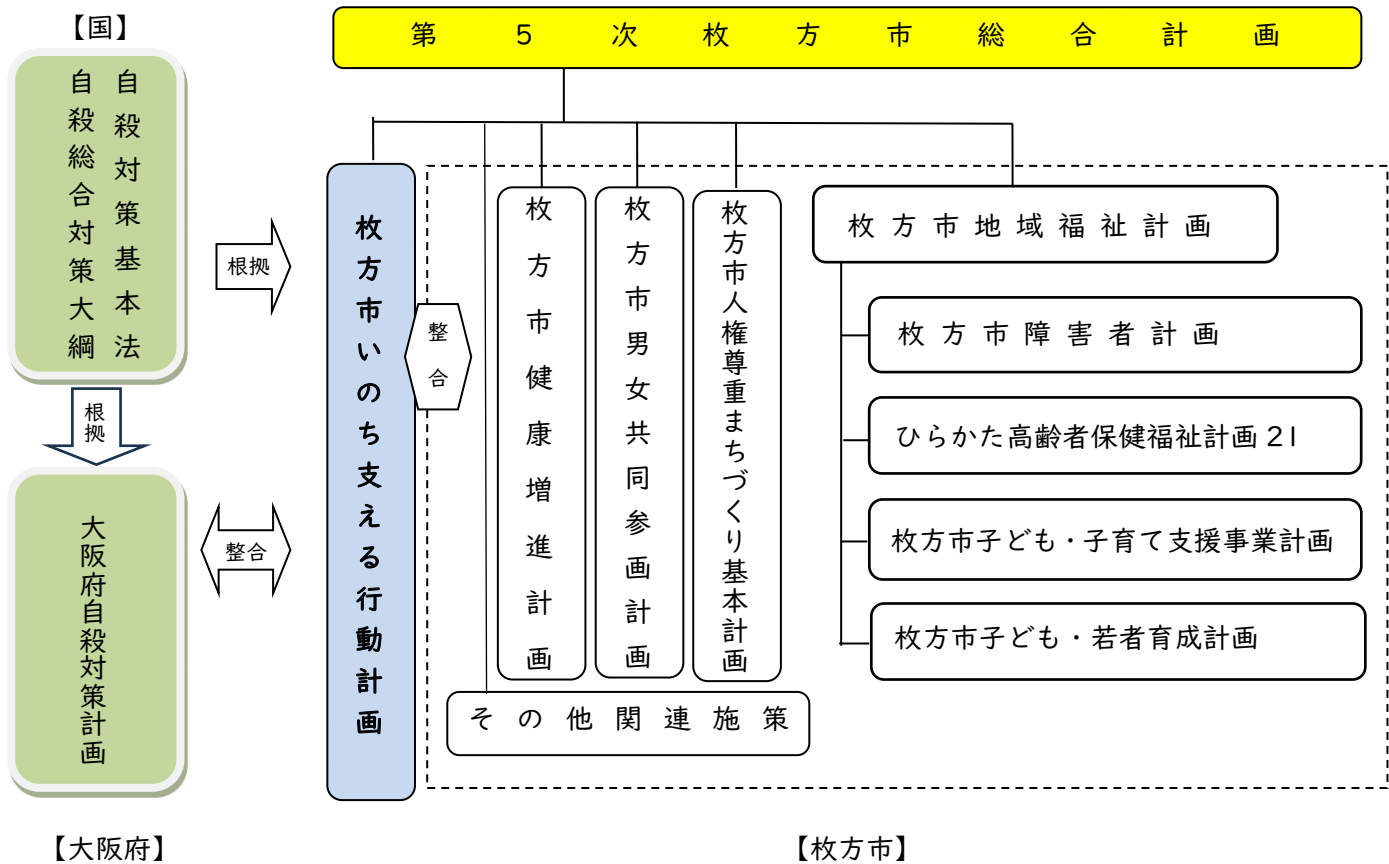 【国】
自殺対策基本法
自殺総合対策大綱
根拠
根拠
大阪府自殺対策計画
整合
【大阪府】
第5次枚方市総合計画
枚方市いのち支える行動計画
整合
枚方市健康増進計画
枚方市男女共同参画計画
枚方市人権尊重まちづくり基本計画
その他関連施策
枚方市地域福祉計画
枚方市障害者計画
ひらかた高齢者保健福祉計画21
枚方市子ども・子育て支援事業計画
枚方市子ども・若者育成計画
【枚方市】